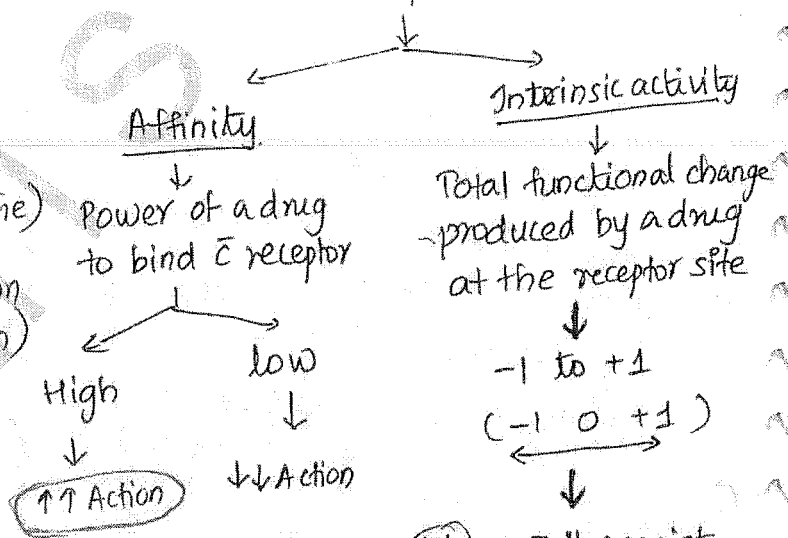 Affinity
Intrinsic activity
Power of a drug
to bind c̄ receptor
Total functional change
produced by a drug
at the receptor site
High
low
↑↑ Action
↓↓ Action
-1 to +1
(-1 0 +1)